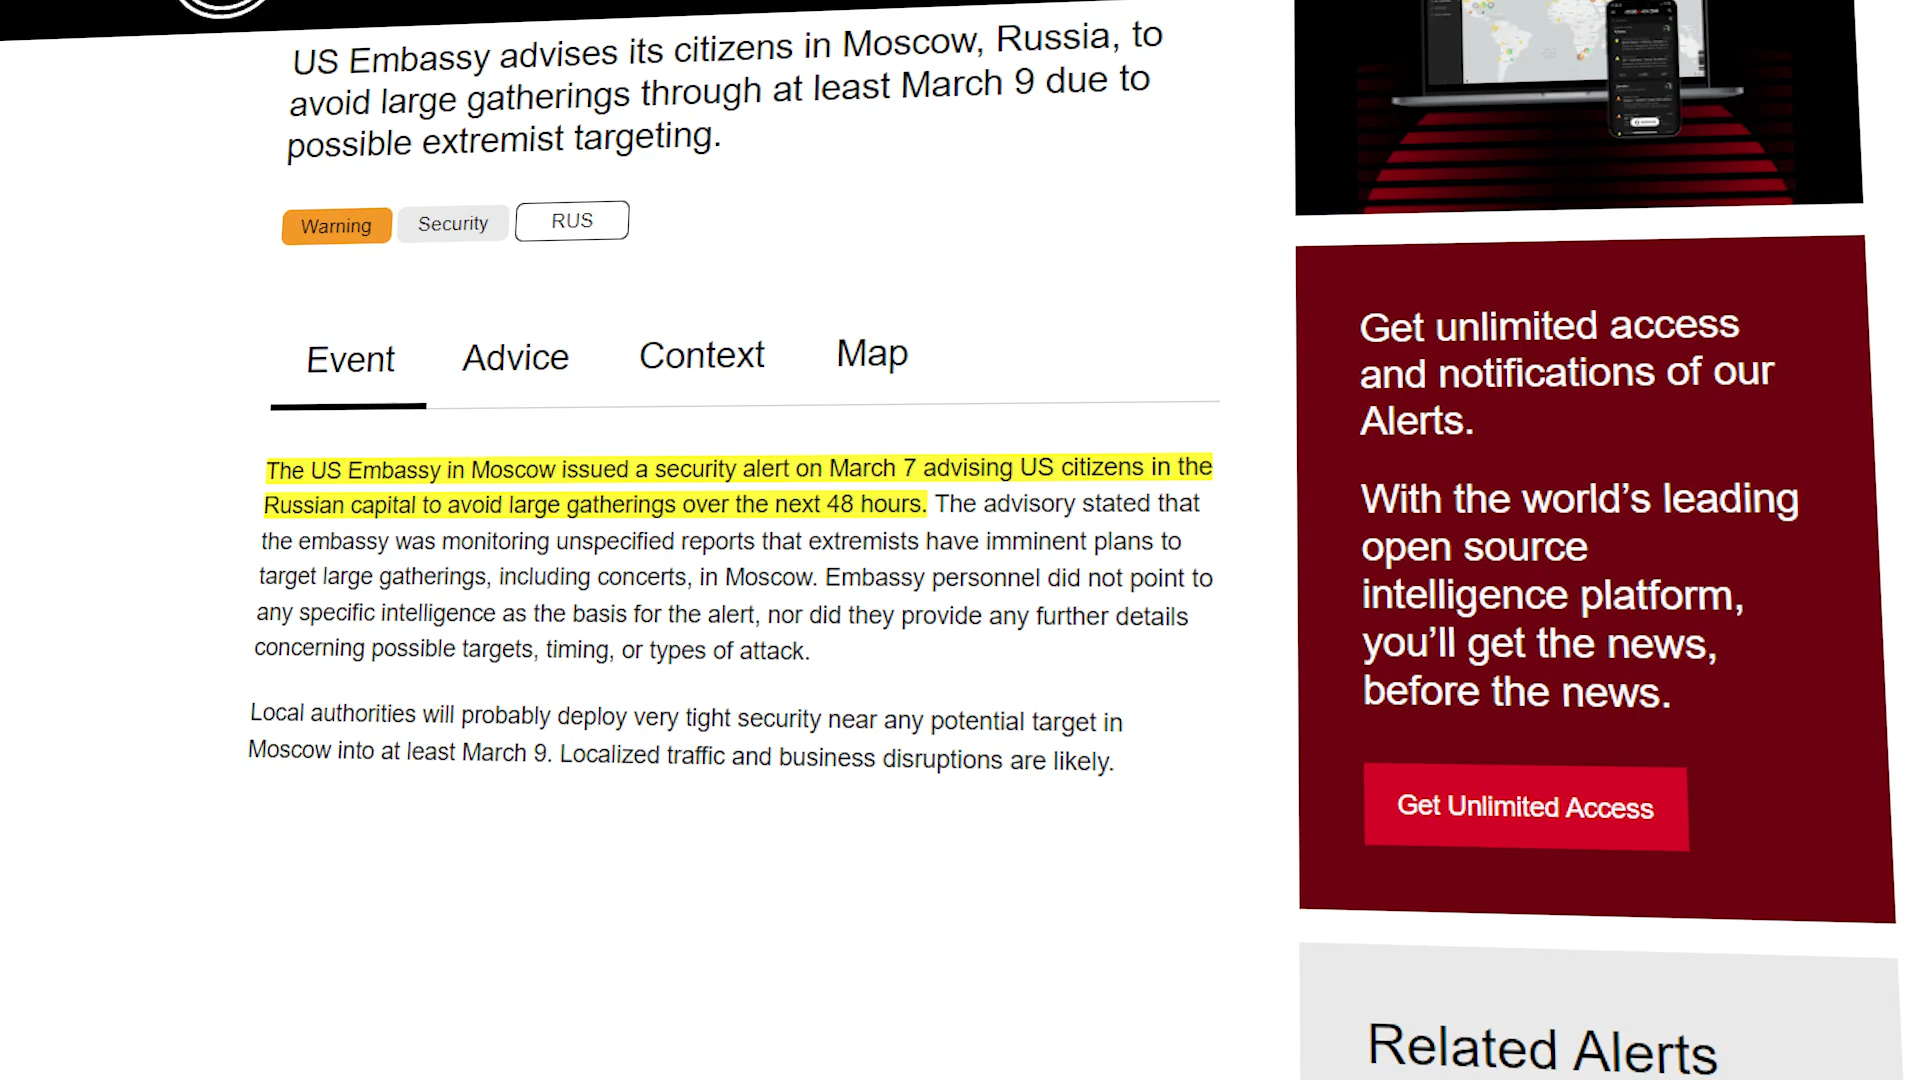 US Embassy advises its citizens in Moscow, Russia, to
avoid large gatherings through at least March 9 due to
possible extremist targeting.
Warning
Security
RUS
Event
Advice
Context
Map
The US Embassy in Moscow issued a security alert on March 7 advising US citizens in the
Russian capital to avoid large gatherings over the next 48 hours. The advisory stated that
the embassy was monitoring unspecified reports that extremists have imminent plans to
target large gatherings, including concerts, in Moscow. Embassy personnel did not point to
any specific intelligence as the basis for the alert, nor did they provide any further details
concerning possible targets, timing, or types of attack.
Local authorities will probably deploy very tight security near any potential target in
Moscow into at least March 9. Localized traffic and business disruptions are likely.
Get unlimited access
and notifications of our
Alerts.
With the world’s leading
open source
intelligence platform,
you’ll get the news,
before the news.
Get Unlimited Access
Related Alerts